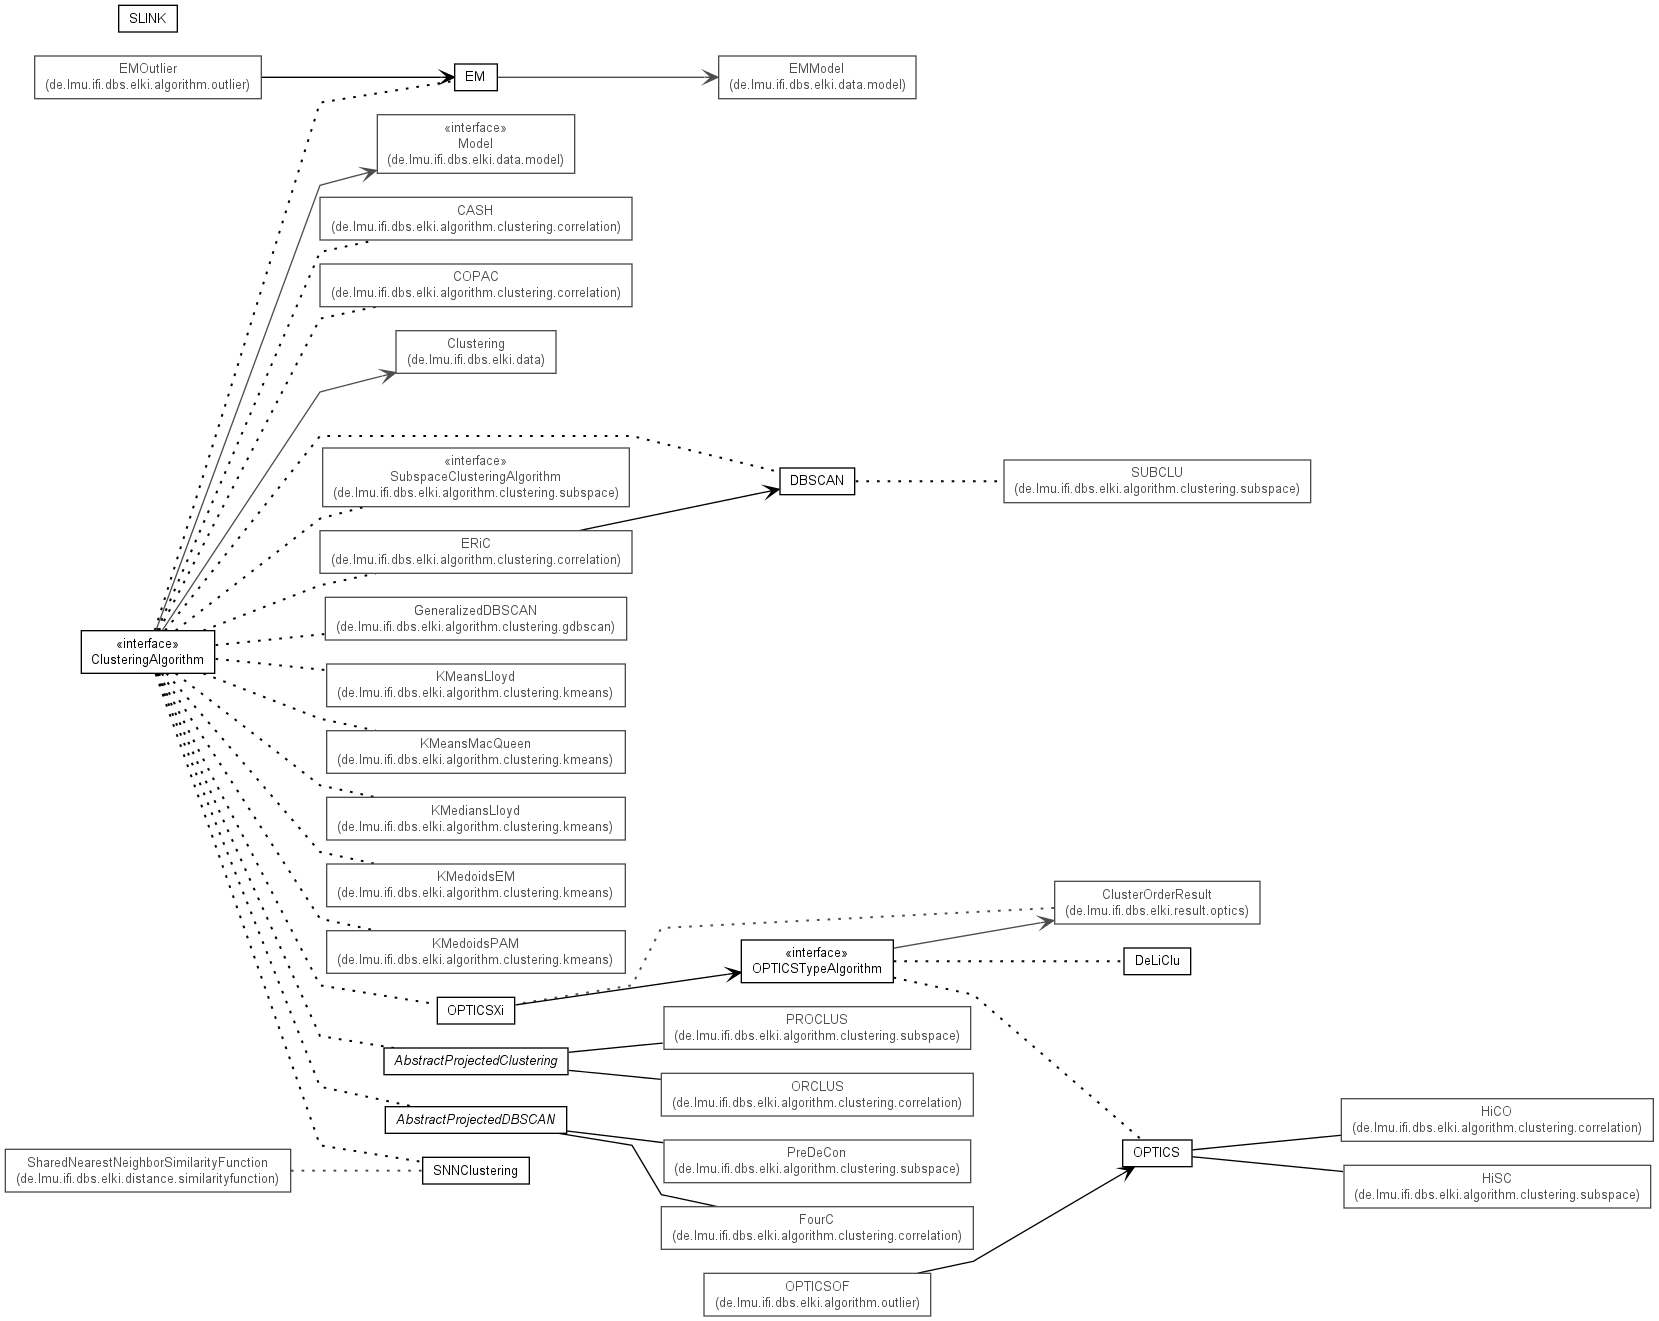 SLINK
EMOutlier
(de.lmu.ifi.dbs.elki.algorithm.outlier)
EM
EMModel
(de.lmu.ifi.dbs.elki.data.model)
«interface»
Model
(de.lmu.ifi.dbs.elki.data.model)
CASH
(de.lmu.ifi.dbs.elki.algorithm.clustering.correlation)
COPAC
(de.lmu.ifi.dbs.elki.algorithm.clustering.correlation)
Clustering
(de.lmu.ifi.dbs.elki.data)
«interface»
SubspaceClusteringAlgorithm
(de.lmu.ifi.dbs.elki.algorithm.clustering.subspace)
DBSCAN
SUBCLU
(de.lmu.ifi.dbs.elki.algorithm.clustering.subspace)
ERiC
(de.lmu.ifi.dbs.elki.algorithm.clustering.correlation)
GeneralizedDBSCAN
(de.lmu.ifi.dbs.elki.algorithm.clustering.gdbscan)
«interface»
ClusteringAlgorithm
KMeansLloyd
(de.lmu.ifi.dbs.elki.algorithm.clustering.kmeans)
KMeansMacQueen
(de.lmu.ifi.dbs.elki.algorithm.clustering.kmeans)
KMediansLloyd
(de.lmu.ifi.dbs.elki.algorithm.clustering.kmeans)
KMedoidsEM
(de.lmu.ifi.dbs.elki.algorithm.clustering.kmeans)
KMedoidsPAM
(de.lmu.ifi.dbs.elki.algorithm.clustering.kmeans)
ClusterOrderResult
(de.lmu.ifi.dbs.elki.result.optics)
«interface»
OPTICSTypeAlgorithm
DeLiClu
OPTICSXi
PROCLUS
(de.lmu.ifi.dbs.elki.algorithm.clustering.subspace)
AbstractProjectedClustering
ORCLUS
(de.lmu.ifi.dbs.elki.algorithm.clustering.correlation)
AbstractProjectedDBSCAN
HiCO
(de.lmu.ifi.dbs.elki.algorithm.clustering.correlation)
PreDeCon
(de.lmu.ifi.dbs.elki.algorithm.clustering.subspace)
OPTICS
SharedNearestNeighborSimilarityFunction
(de.lmu.ifi.dbs.elki.distance.similarityfunction)
SNNClustering
HiSC
(de.lmu.ifi.dbs.elki.algorithm.clustering.subspace)
FourC
(de.lmu.ifi.dbs.elki.algorithm.clustering.correlation)
OPTICSOF
(de.lmu.ifi.dbs.elki.algorithm.outlier)